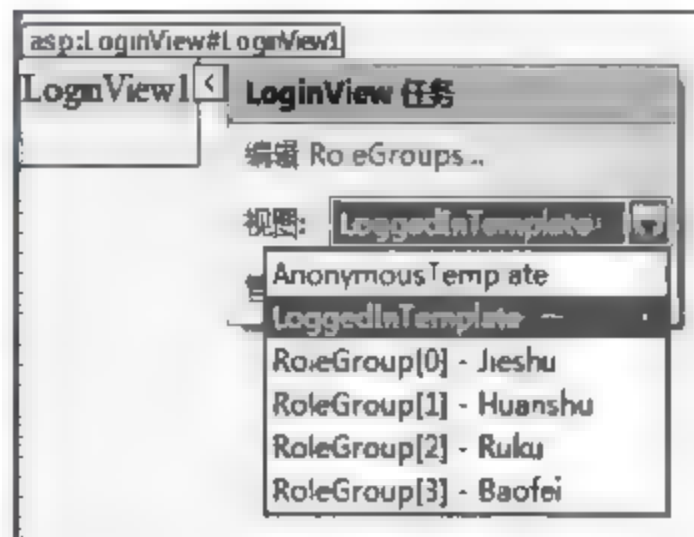 asp:LoginView#LoginView1
LoginView1 <
LoginView 任务
编辑 RoleGroups...
视图: LoggedInTemplate
AnonymousTemplate
LoggedInTemplate
RoleGroup[0] - Jieshu
RoleGroup[1] - Huanshu
RoleGroup[2] - Ruku
RoleGroup[3] - Baofei